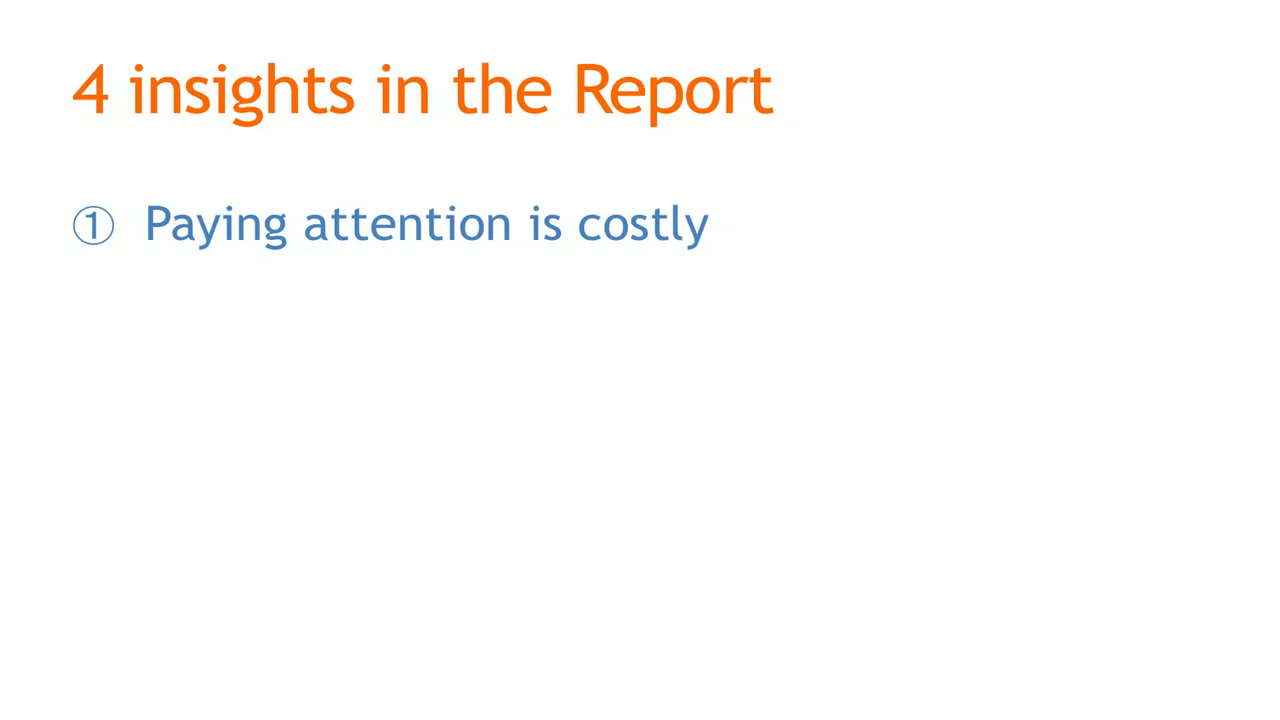 4 insights in the Report
① Paying attention is costly